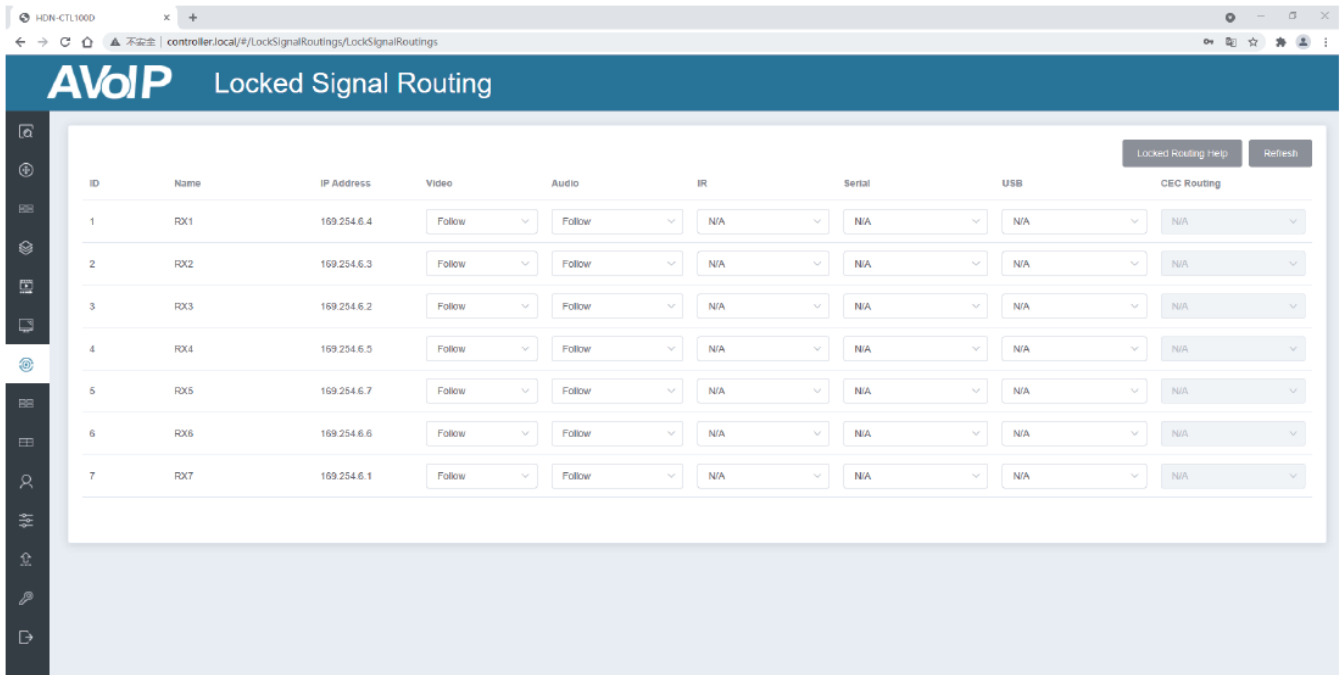 HDN-CTL100D
不安全 controller.local/#/LockSignalRoutings/LockSignalRoutings
AVoIP Locked Signal Routing
Locked Routing Help Refresh
ID Name IP Address Video Audio IR Serial USB CEC Routing
1 RX1 169.254.6.4 Follow Follow N/A N/A N/A N/A
2 RX2 169.254.6.3 Follow Follow N/A N/A N/A N/A
3 RX3 169.254.6.2 Follow Follow N/A N/A N/A N/A
4 RX4 169.254.6.5 Follow Follow N/A N/A N/A N/A
5 RX5 169.254.6.7 Follow Follow N/A N/A N/A N/A
6 RX6 169.254.6.6 Follow Follow N/A N/A N/A N/A
7 RX7 169.254.6.1 Follow Follow N/A N/A N/A N/A